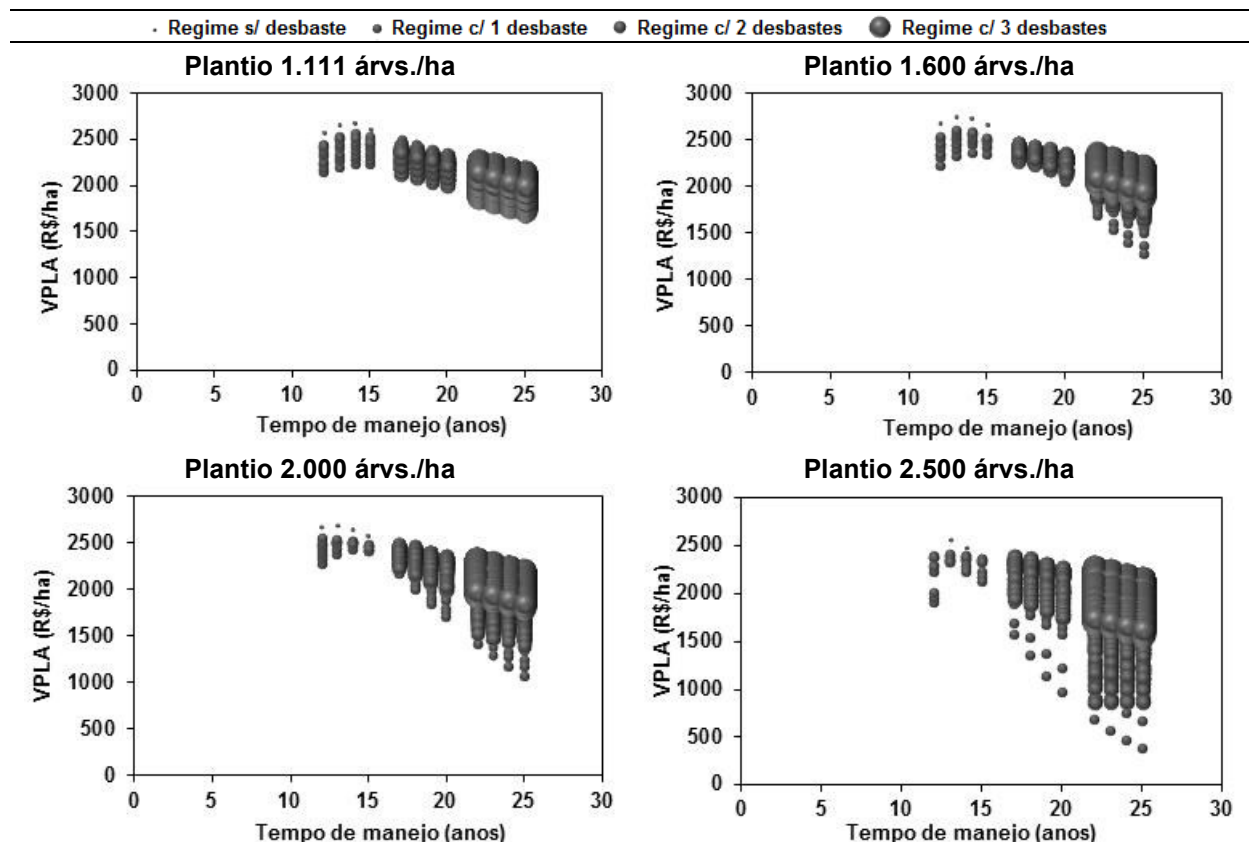 Regime s/ desbaste Regime c/ 1 desbaste Regime c/ 2 desbastes Regime c/ 3 desbastes
Plantio 1.111 árvs./ha
VPLA (R$/ha)
3000
2500
2000
1500
1000
500
0
0 5 10 15 20 25 30
Tempo de manejo (anos)
Plantio 1.600 árvs./ha
VPLA (R$/ha)
3000
2500
2000
1500
1000
500
0
0 5 10 15 20 25 30
Tempo de manejo (anos)
Plantio 2.000 árvs./ha
VPLA (R$/ha)
3000
2500
2000
1500
1000
500
0
0 5 10 15 20 25 30
Tempo de manejo (anos)
Plantio 2.500 árvs./ha
VPLA (R$/ha)
3000
2500
2000
1500
1000
500
0
0 5 10 15 20 25 30
Tempo de manejo (anos)